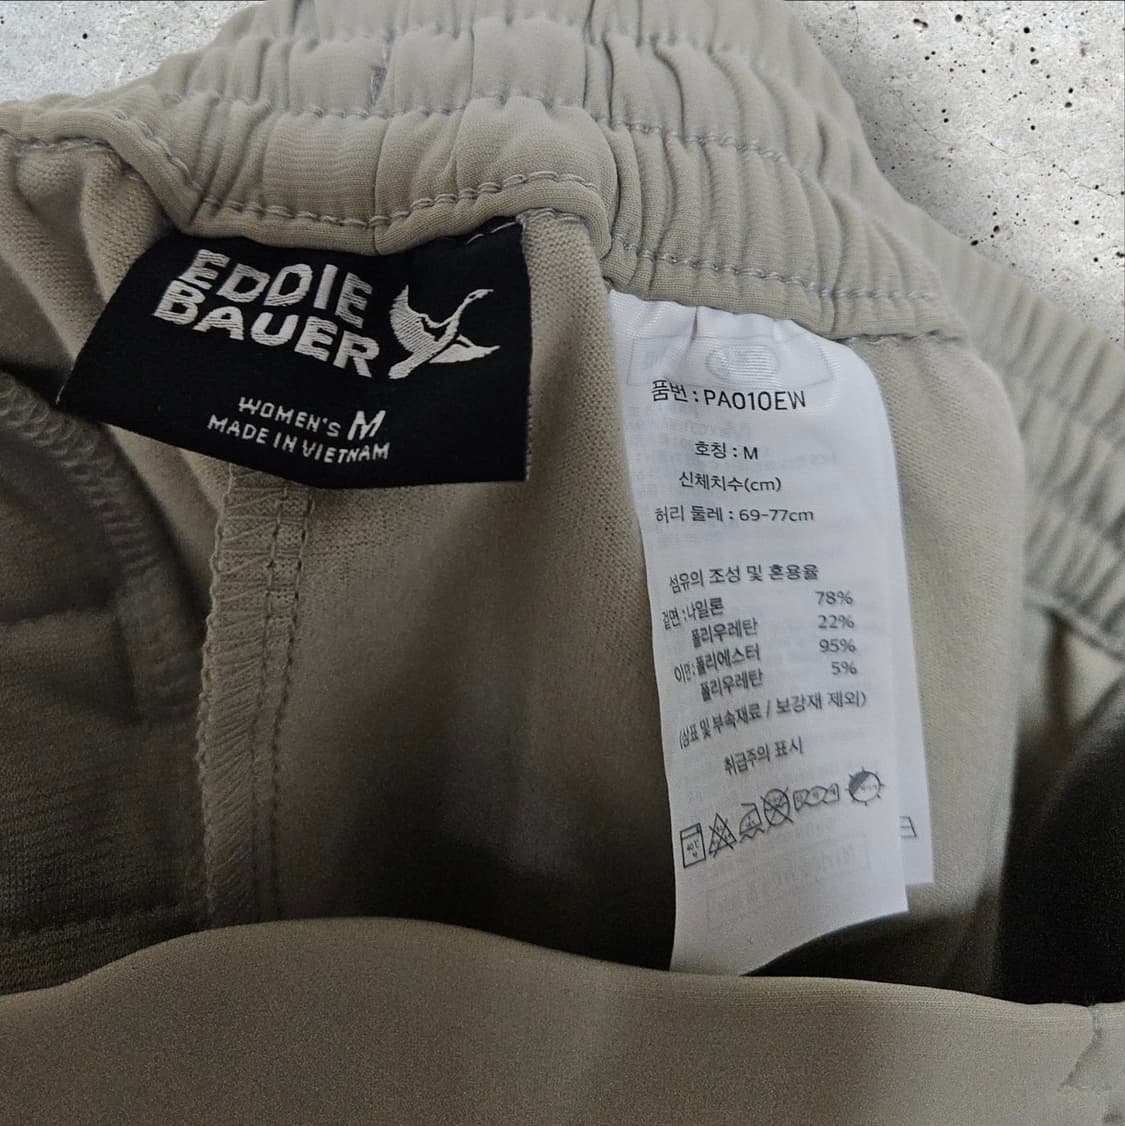 EDDIE
BAUER
WOMEN'S M
MADE IN VIETNAM
품번 : PA010EW
호칭 : M
신체치수(cm)
허리 둘레 : 69-77cm
섬유의 조성 및 혼용율
겉면 : 나일론 78%
폴리우레탄 22%
이면 : 폴리에스터 95%
폴리우레탄 5%
(상표 및 부속재료 / 보강재 제외)
취급주의 표시